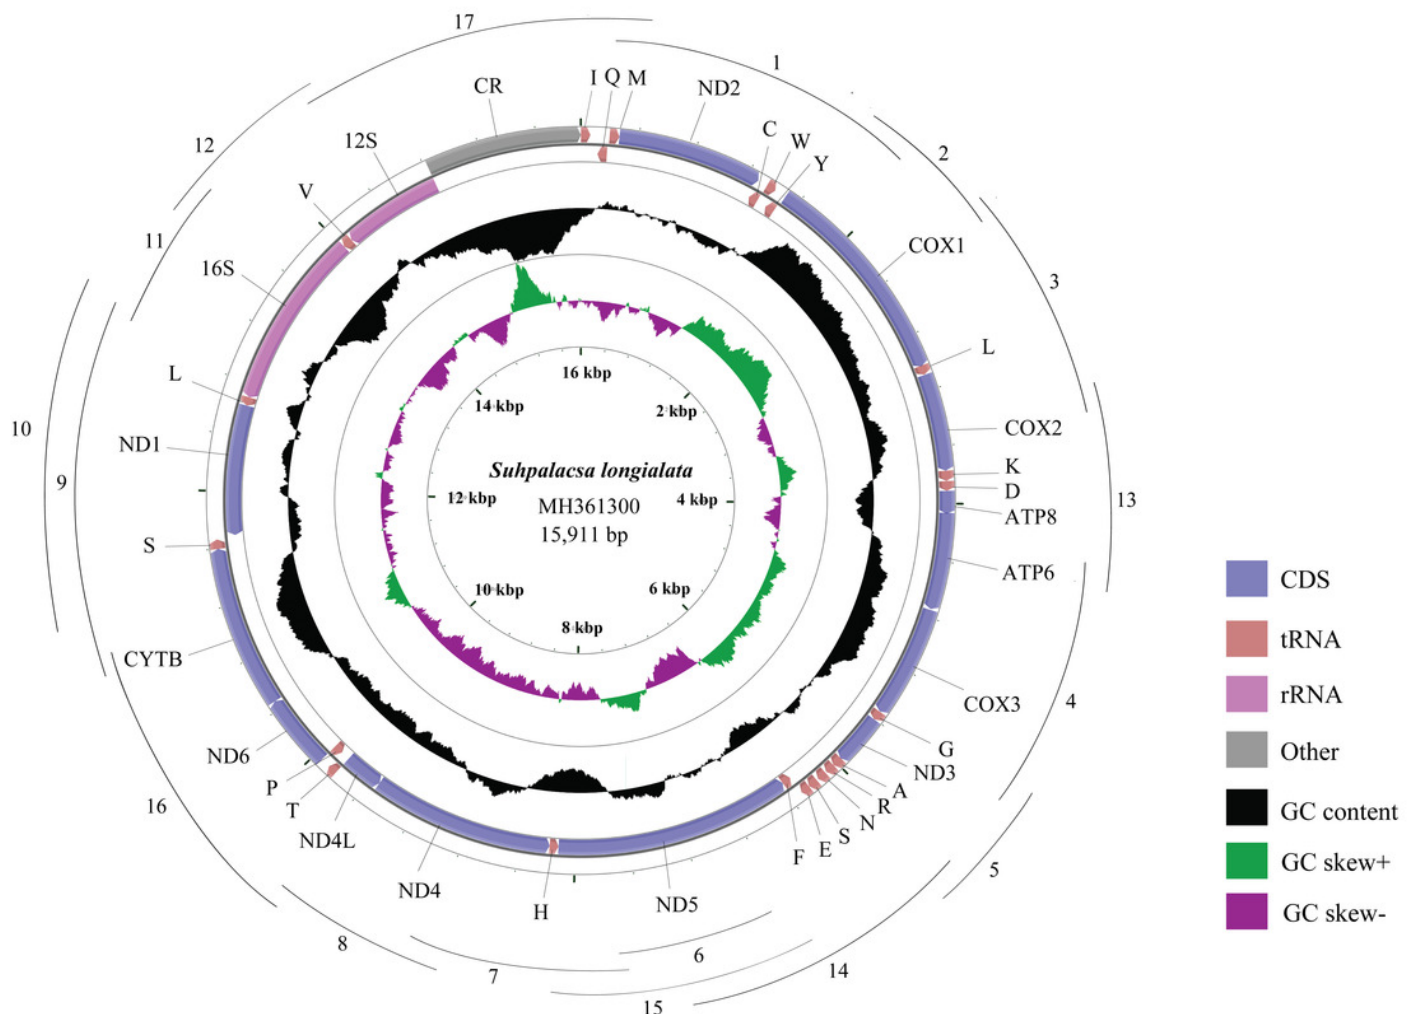 17
1
CR
I Q M
ND2
12
12S
C
W
Y
2
V
11
16S
COX1
3
16 kbp
L
14 kbp
2 kbp
L
10
ND1
COX2
Suhpalacsa longialata
K
9
12 kbp
MH361300
4 kbp
D
13
15,911 bp
ATP8
S
ATP6
CDS
10 kbp
6 kbp
8 kbp
tRNA
CYTB
COX3
4
rRNA
G
ND6
ND3
Other
P
A
T
R
16
N
GC content
ND4L
S
E
F
GC skew+
5
ND4
H
ND5
GC skew-
8
6
7
14
15